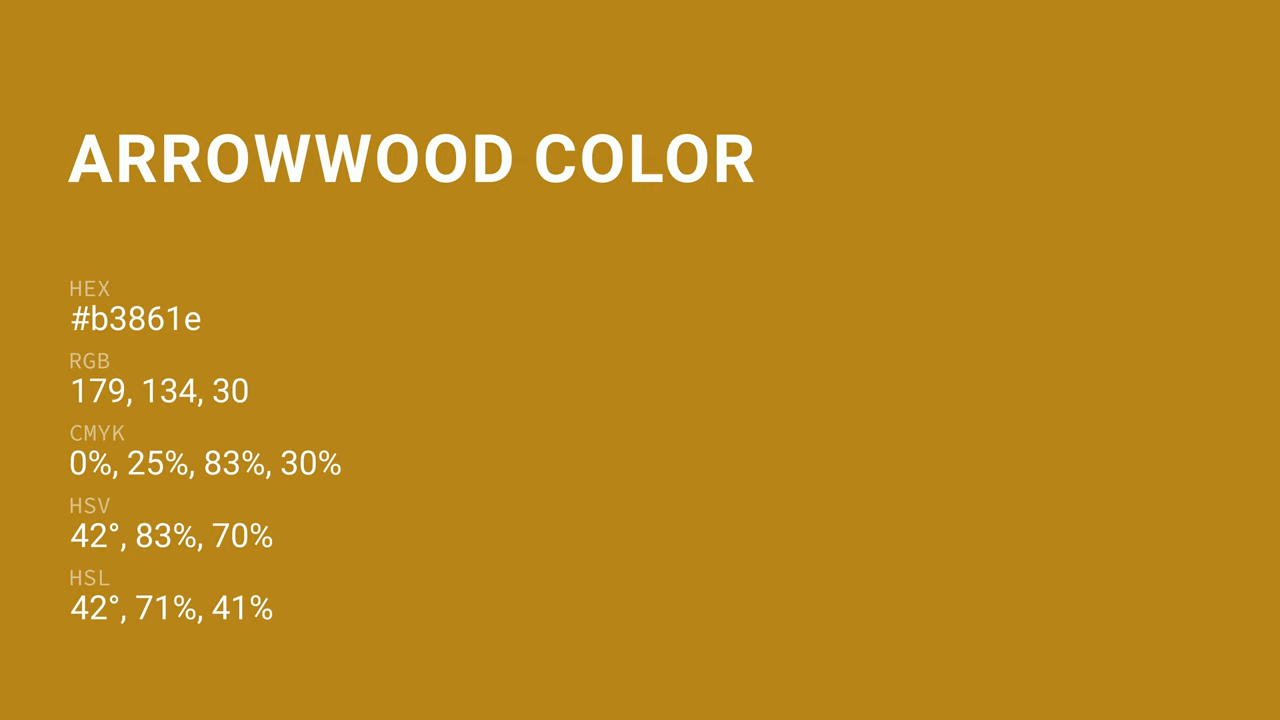 ARROWWOOD COLOR
HEX
#b3861e
RGB
179, 134, 30
CMYK
0%, 25%, 83%, 30%
HSV
42°, 83%, 70%
HSL
42°, 71%, 41%